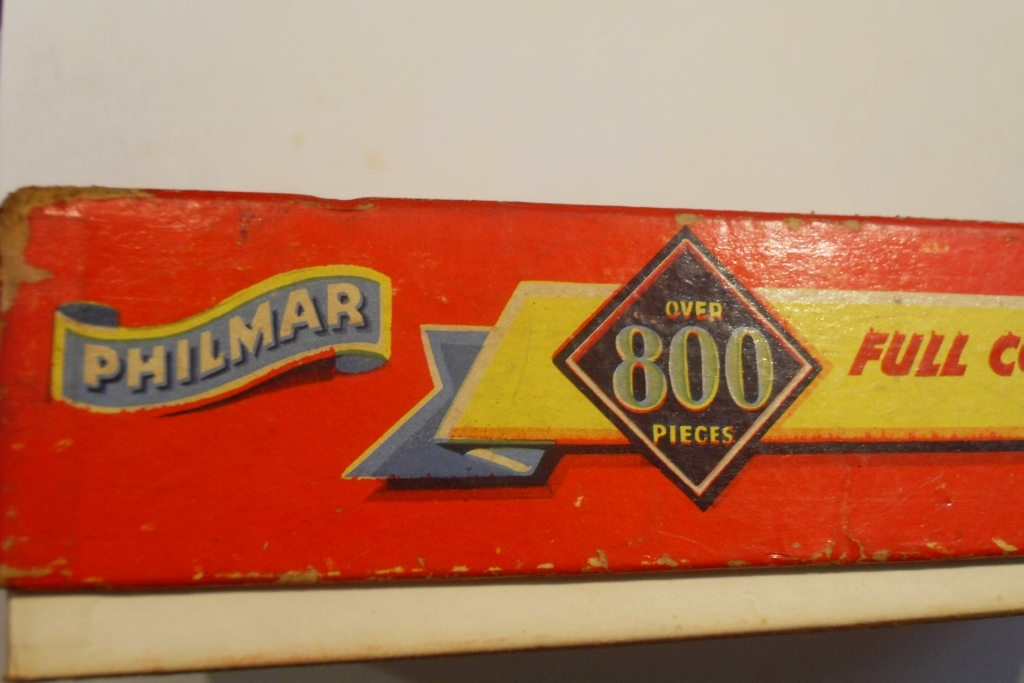 PHILMAR
OVER
800
PIECES
FULL